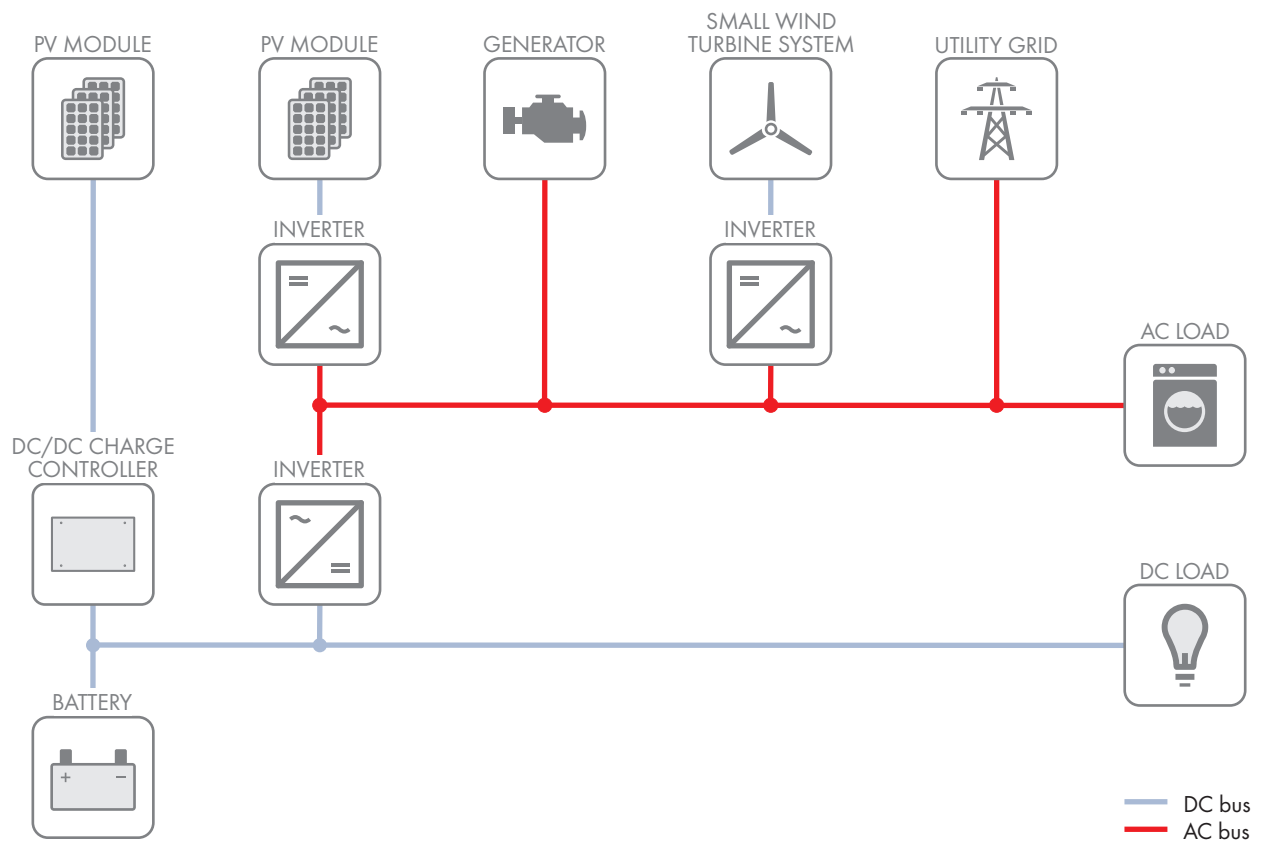 PV MODULE
PV MODULE
GENERATOR
SMALL WIND
TURBINE SYSTEM
UTILITY GRID
INVERTER
INVERTER
AC LOAD
DC/DC CHARGE
CONTROLLER
INVERTER
DC LOAD
BATTERY
+ −
DC bus
AC bus